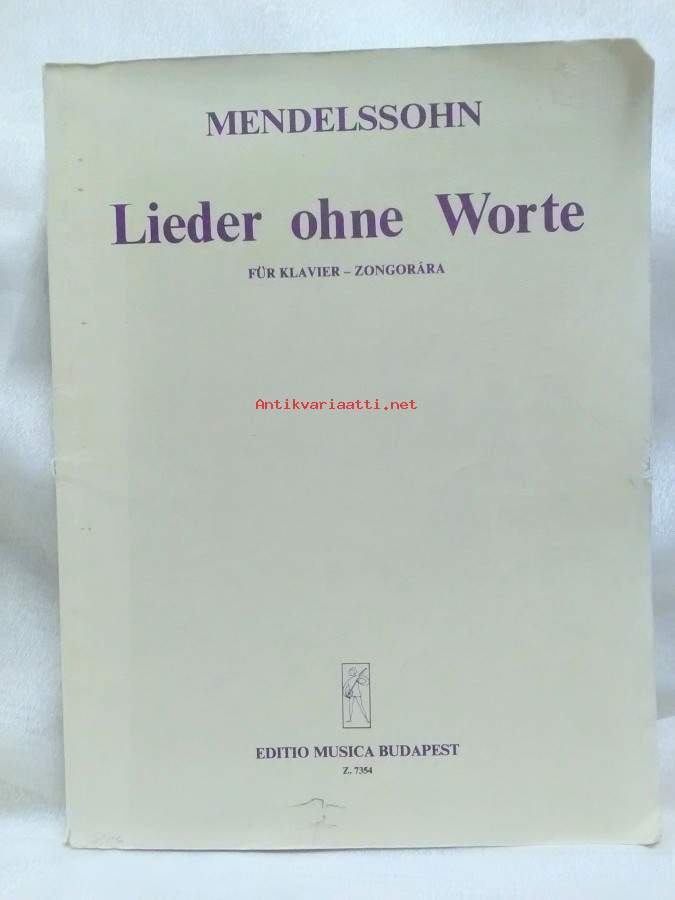 MENDELSSOHN
Lieder ohne Worte
FÜR KLAVIER – ZONGORÁRA
Antikvariaatti.net
EDITIO MUSICA BUDAPEST
Z. 7354